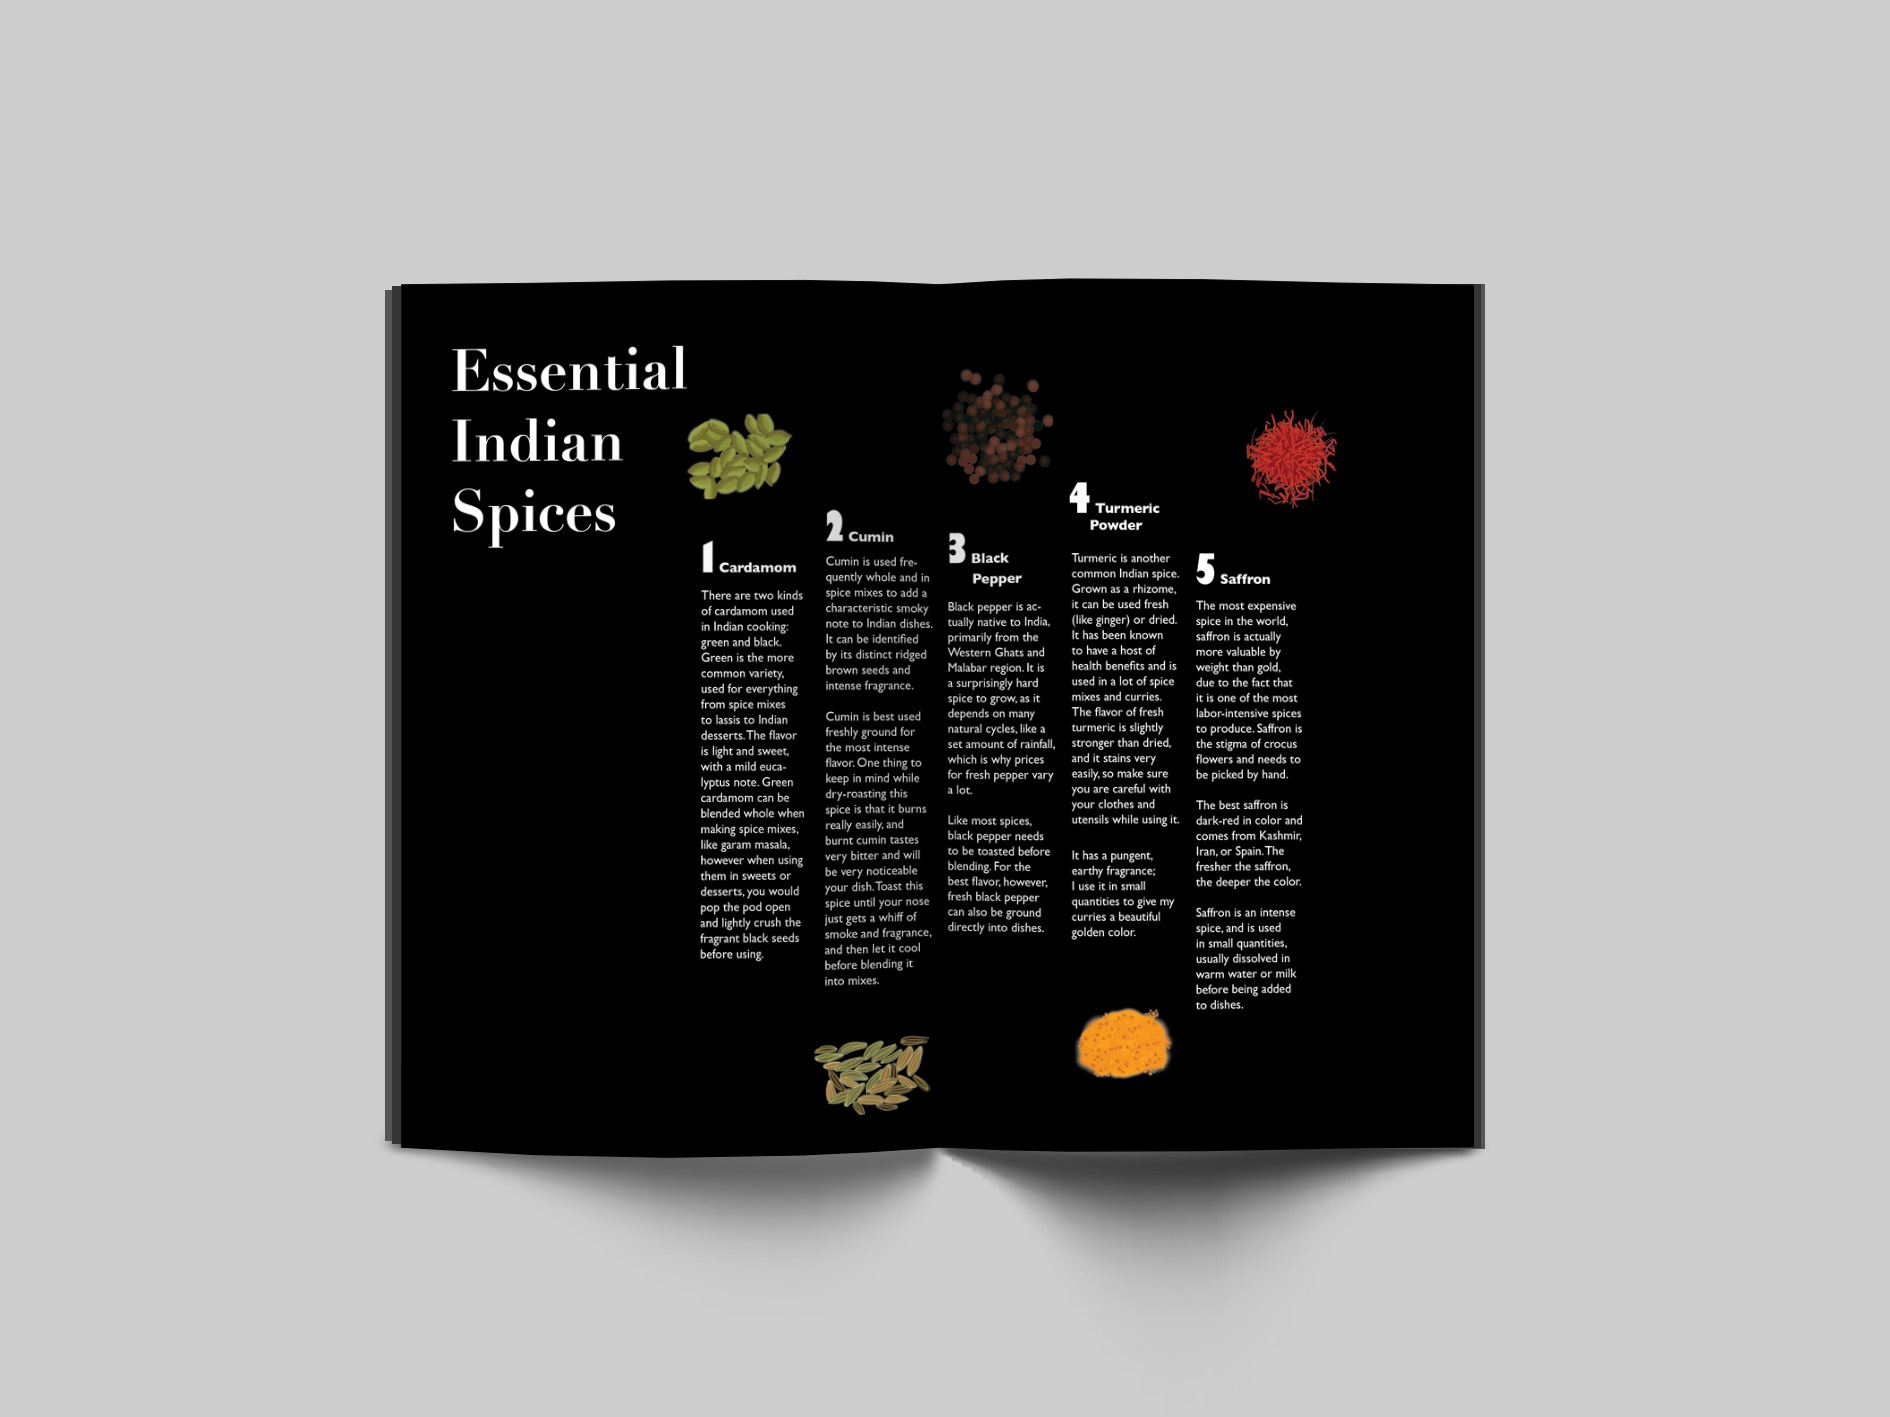 Essential
Indian
Spices
1 Cardamom
There are two kinds
of cardamom used
in Indian cooking:
green and black.
Green is the more
common variety,
used for everything
from spice mixes
to lassis to Indian
desserts. The flavor
is light and sweet,
with a mild euca-
lyptus note. Green
cardamom can be
blended whole when
making spice mixes,
like garam masala,
however when using
them in sweets or
desserts, you would
pop the pod open
and lightly crush the
fragrant black seeds
before using.
2 Cumin
Cumin is used fre-
quently whole and in
spice mixes to add a
characteristic smoky
note to Indian dishes.
It can be identified
by its distinct ridged
brown seeds and
intense fragrance.
Cumin is best used
freshly ground for
the most intense
flavor. One thing to
keep in mind while
dry-roasting this
spice is that it burns
really easily, and
burnt cumin tastes
very bitter and will
be very noticeable
your dish. Toast this
spice until your nose
just gets a whiff of
smoke and fragrance,
and then let it cool
before blending it
into mixes.
3 Black
Pepper
Black pepper is ac-
tually native to India,
primarily from the
Western Ghats and
Malabar region. It is
a surprisingly hard
spice to grow, as it
depends on many
natural cycles, like a
set amount of rainfall,
which is why prices
for fresh pepper vary
a lot.
Like most spices,
black pepper needs
to be toasted before
blending. For the
best flavor, however,
fresh black pepper
can also be ground
directly into dishes.
4 Turmeric
Powder
Turmeric is another
common Indian spice.
Grown as a rhizome,
it can be used fresh
(like ginger) or dried.
It has been known
to have a host of
health benefits and is
used in a lot of spice
mixes and curries.
The flavor of fresh
turmeric is slightly
stronger than dried,
and it stains very
easily, so make sure
you are careful with
your clothes and
utensils while using it.
It has a pungent,
earthy fragrance;
I use it in small
quantities to give my
curries a beautiful
golden color.
5 Saffron
The most expensive
spice in the world,
saffron is actually
more valuable by
weight than gold,
due to the fact that
it is one of the most
labor-intensive spices
to produce. Saffron is
the stigma of crocus
flowers and needs to
be picked by hand.
The best saffron is
dark-red in color and
comes from Kashmir,
Iran, or Spain. The
fresher the saffron,
the deeper the color.
Saffron is an intense
spice, and is used
in small quantities,
usually dissolved in
warm water or milk
before being added
to dishes.